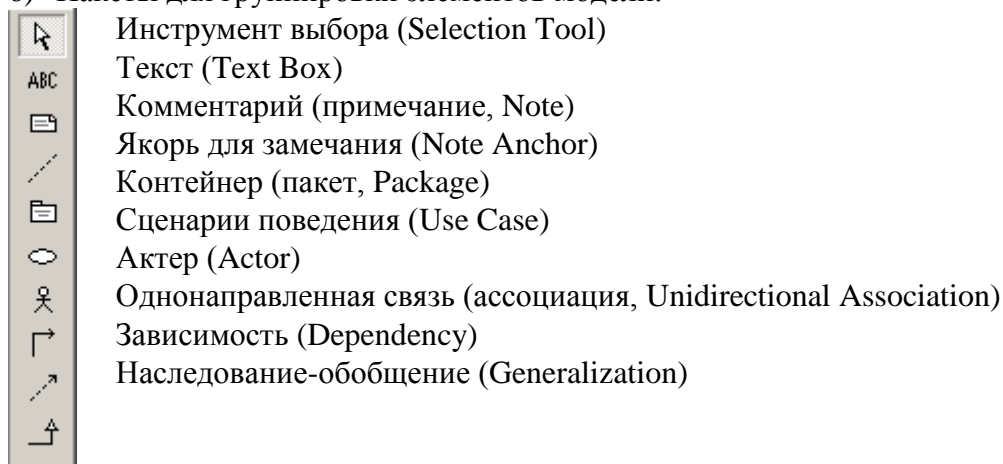 Инструмент выбора (Selection Tool)
ABC
Текст (Text Box)
Комментарий (примечание, Note)
Якорь для замечания (Note Anchor)
Контейнер (пакет, Package)
Сценарии поведения (Use Case)
Актер (Actor)
Однонаправленная связь (ассоциация, Unidirectional Association)
Зависимость (Dependency)
Наследование-обобщение (Generalization)